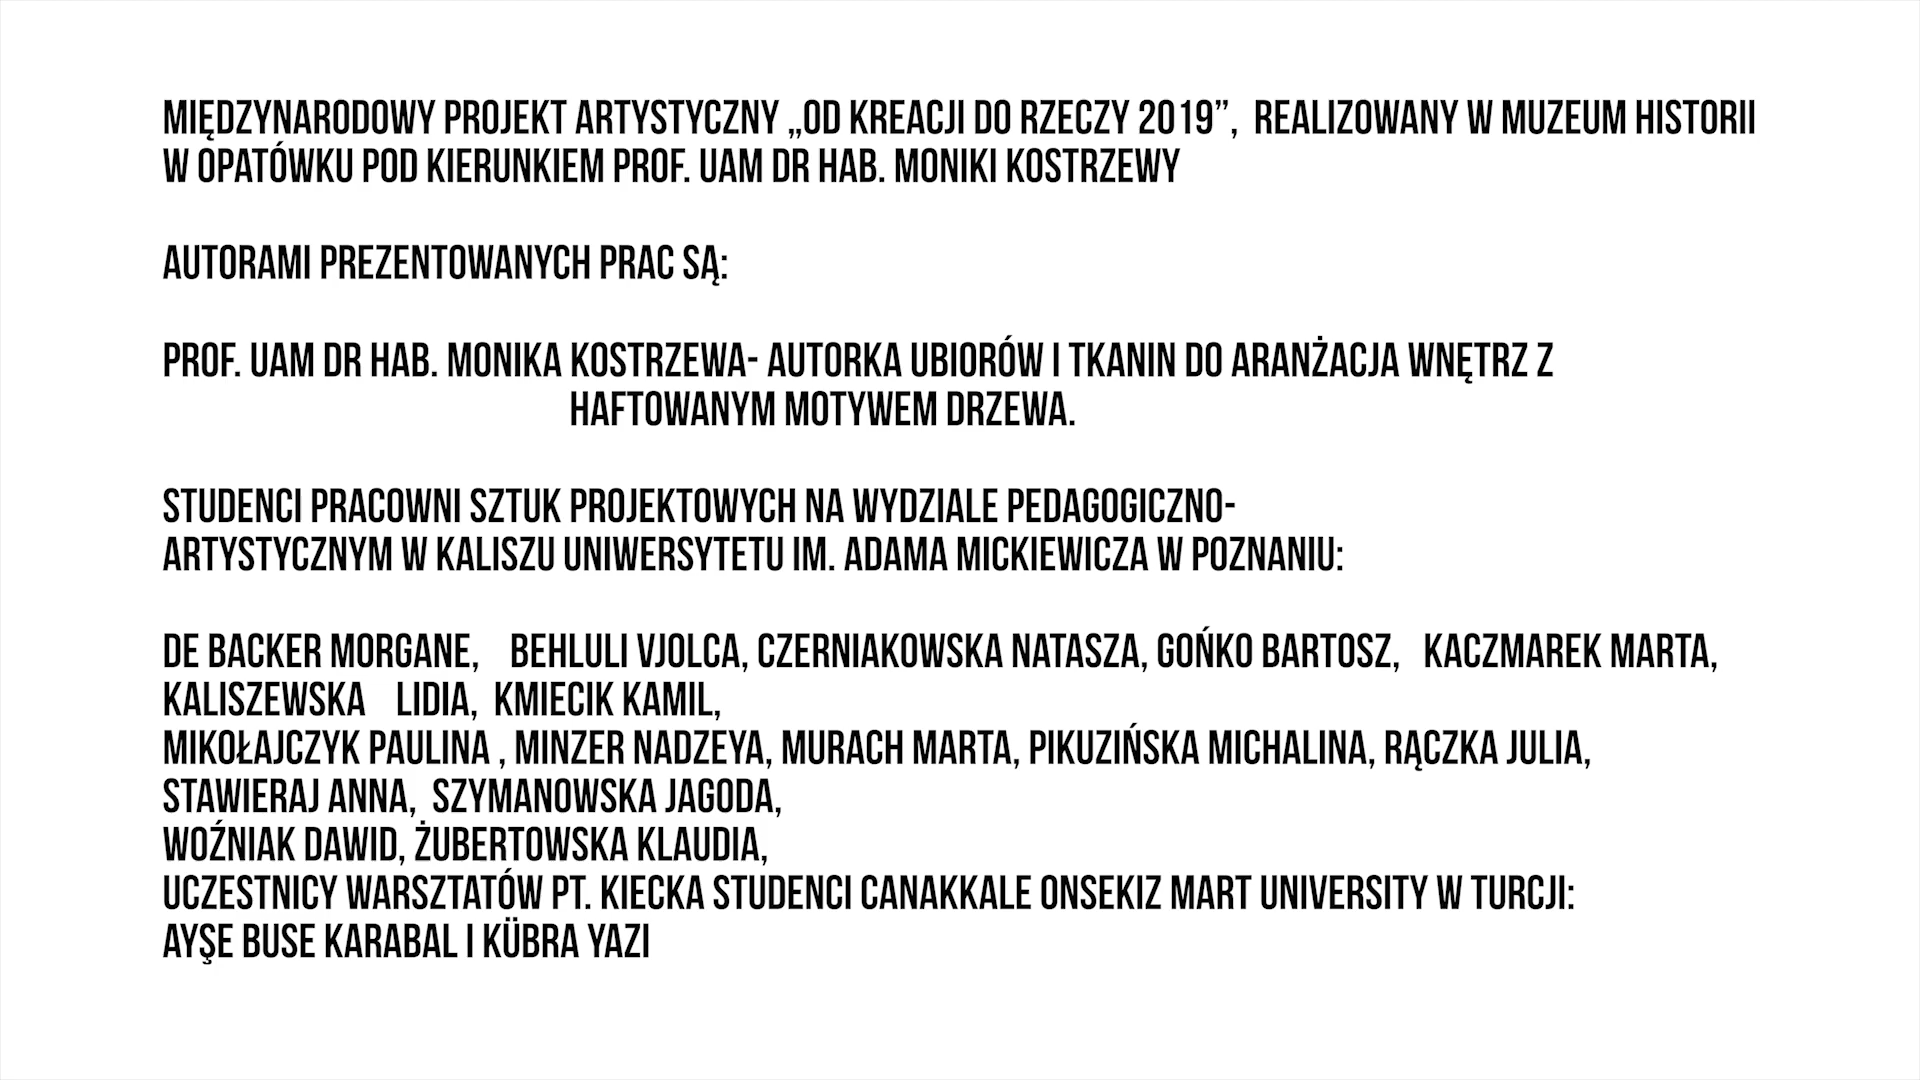 MIĘDZYNARODOWY PROJEKT ARTYSTYCZNY „OD KREACJI DO RZECZY 2019”, REALIZOWANY W MUZEUM HISTORII
W OPATÓWKU POD KIERUNKIEM PROF. UAM DR HAB. MONIKI KOSTRZEWY
AUTORAMI PREZENTOWANYCH PRAC SĄ:
PROF. UAM DR HAB. MONIKA KOSTRZEWA- AUTORKA UBIORÓW I TKANIN DO ARANŻACJA WNĘTRZ Z
HAFTOWANYM MOTYWEM DRZEWA.
STUDENCI PRACOWNI SZTUK PROJEKTOWYCH NA WYDZIALE PEDAGOGICZNO-
ARTYSTYCZNYM W KALISZU UNIWERSYTETU IM. ADAMA MICKIEWICZA W POZNANIU:
DE BACKER MORGANE, BEHLULI VJOLCA, CZERNIAKOWSKA NATASZA, GOŃKO BARTOSZ, KACZMAREK MARTA,
KALISZEWSKA LIDIA, KMIECIK KAMIL,
MIKOŁAJCZYK PAULINA , MINZER NADZEYA, MURACH MARTA, PIKUZIŃSKA MICHALINA, RĄCZKA JULIA,
STAWIERAJ ANNA, SZYMANOWSKA JAGODA,
WOŹNIAK DAWID, ŻUBERTOWSKA KLAUDIA,
UCZESTNICY WARSZTATÓW PT. KIECKA STUDENCI CANAKKALE ONSEKIZ MART UNIVERSITY W TURCJI:
AYŞE BUSE KARABAL I KÜBRA YAZI